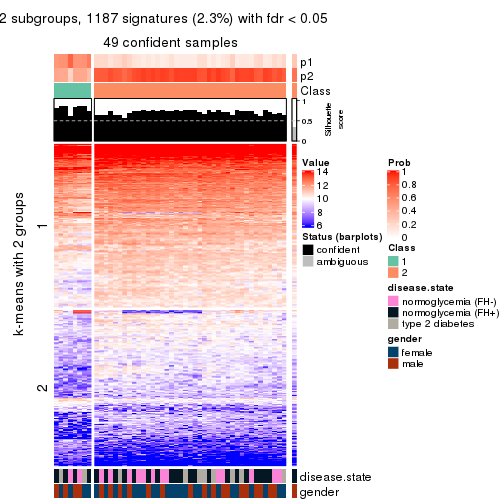 2 subgroups, 1187 signatures (2.3%) with fdr < 0.05
49 confident samples
p1
p2
Class
1
0.5
0
Silhouette
score
k-means with 2 groups
1
2
Value
14
12
10
8
6
Status (barplots)
confident
ambiguous
Prob
1
0.8
0.6
0.4
0.2
0
Class
1
2
disease.state
normoglycemia (FH-)
normoglycemia (FH+)
type 2 diabetes
gender
female
male
disease.state
gender